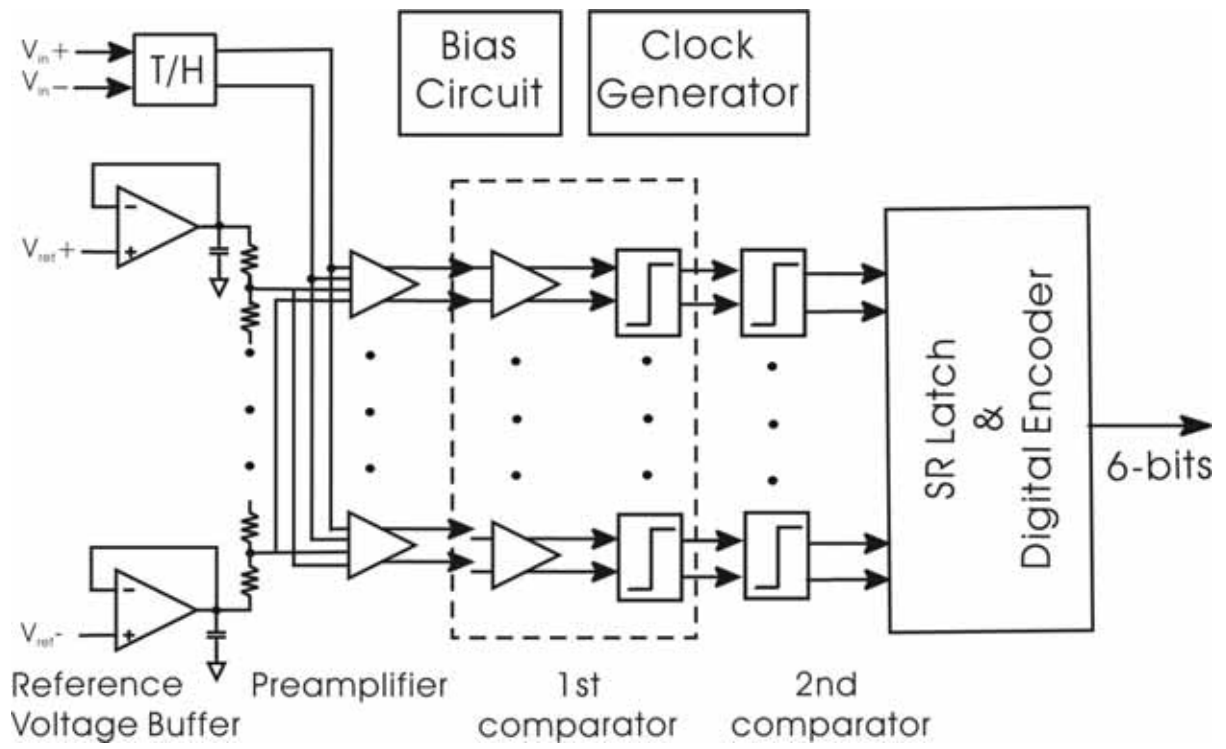 Vin+
Vin−
T/H
Bias
Circuit
Clock
Generator
−
+
Vref+
−
+
Vref-
SR Latch
&
Digital Encoder
6-bits
Reference
Voltage Buffer
Preamplifier
1st
comparator
2nd
comparator